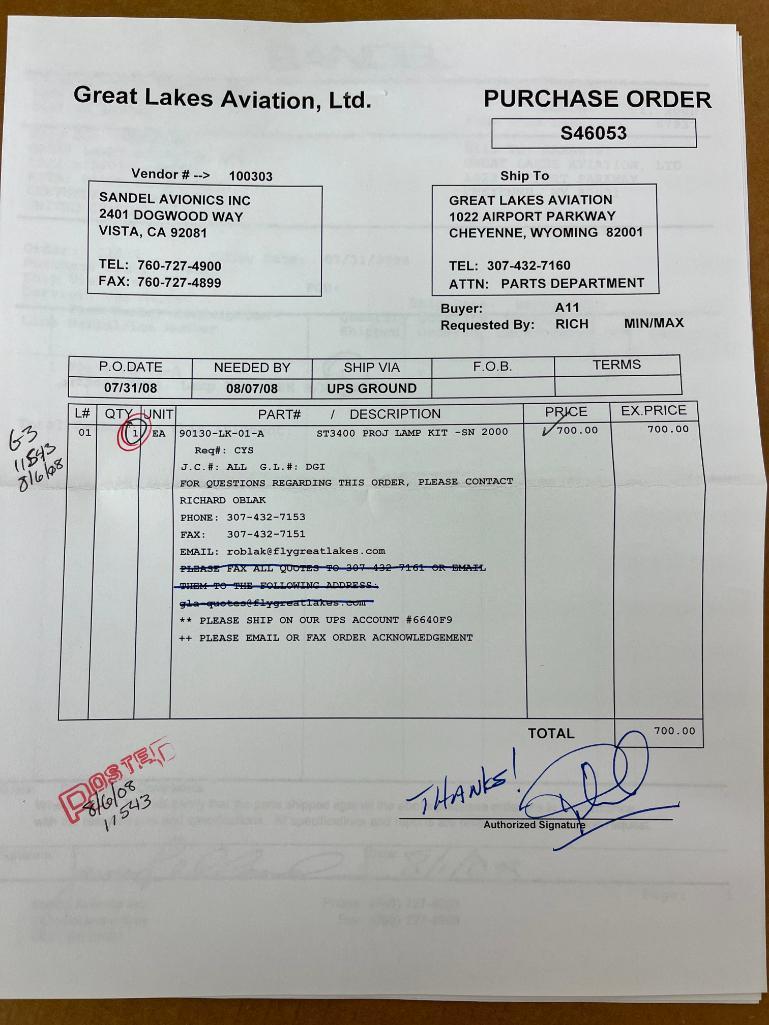 Great Lakes Aviation, Ltd.
PURCHASE ORDER
S46053
Vendor # --> 100303
SANDEL AVIONICS INC
2401 DOGWOOD WAY
VISTA, CA 92081
TEL: 760-727-4900
FAX: 760-727-4899
Ship To
GREAT LAKES AVIATION
1022 AIRPORT PARKWAY
CHEYENNE, WYOMING 82001
TEL: 307-432-7160
ATTN: PARTS DEPARTMENT
Buyer: A11
Requested By: RICH MIN/MAX
P.O.DATE NEEDED BY SHIP VIA F.O.B. TERMS
07/31/08 08/07/08 UPS GROUND
L# QTY UNIT PART# / DESCRIPTION PRICE EX.PRICE
01 1 EA 90130-LK-01-A ST3400 PROJ LAMP KIT -SN 2000 700.00 700.00
G3
11543
8/6/08
Req#: CYS
J.C.#: ALL G.L.#: DGI
FOR QUESTIONS REGARDING THIS ORDER, PLEASE CONTACT
RICHARD OBLAK
PHONE: 307-432-7153
FAX: 307-432-7151
EMAIL: roblak@flygreatlakes.com
PLEASE FAX ALL QUOTES TO 307-432-7161 OR EMAIL
THEM TO THE FOLLOWING ADDRESS:
gla-quotes@flygreatlakes.com
** PLEASE SHIP ON OUR UPS ACCOUNT #6640F9
++ PLEASE EMAIL OR FAX ORDER ACKNOWLEDGEMENT
TOTAL 700.00
POSTED
8/6/08
11543
THANKS!
Authorized Signature